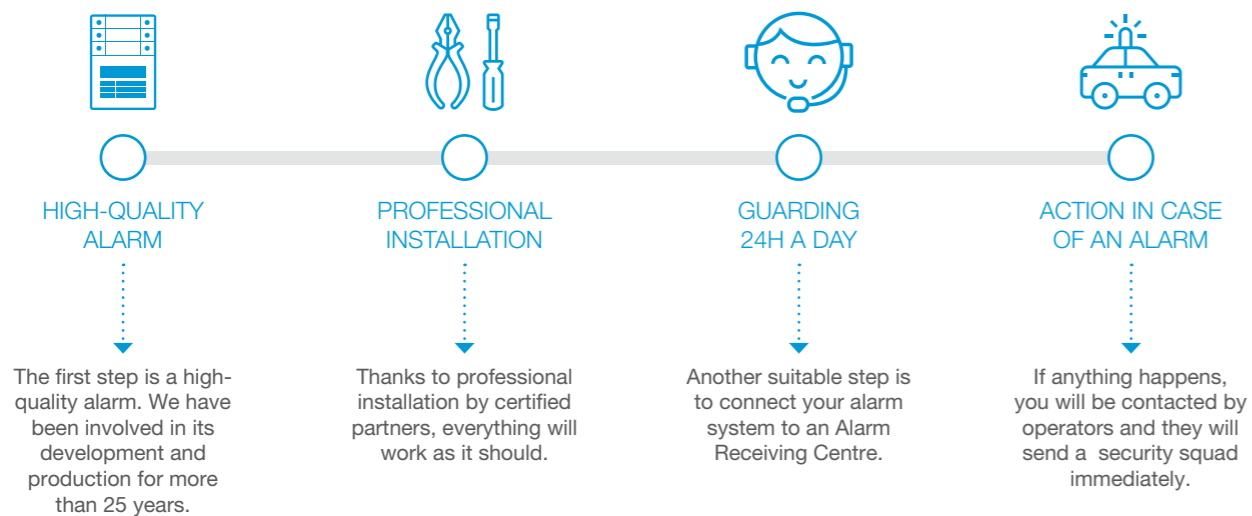 HIGH-QUALITY
ALARM
PROFESSIONAL
INSTALLATION
GUARDING
24H A DAY
ACTION IN CASE
OF AN ALARM
The first step is a high-
quality alarm. We have
been involved in its
development and
production for more
than 25 years.
Thanks to professional
installation by certified
partners, everything will
work as it should.
Another suitable step is
to connect your alarm
system to an Alarm
Receiving Centre.
If anything happens,
you will be contacted by
operators and they will
send a  security squad
immediately.